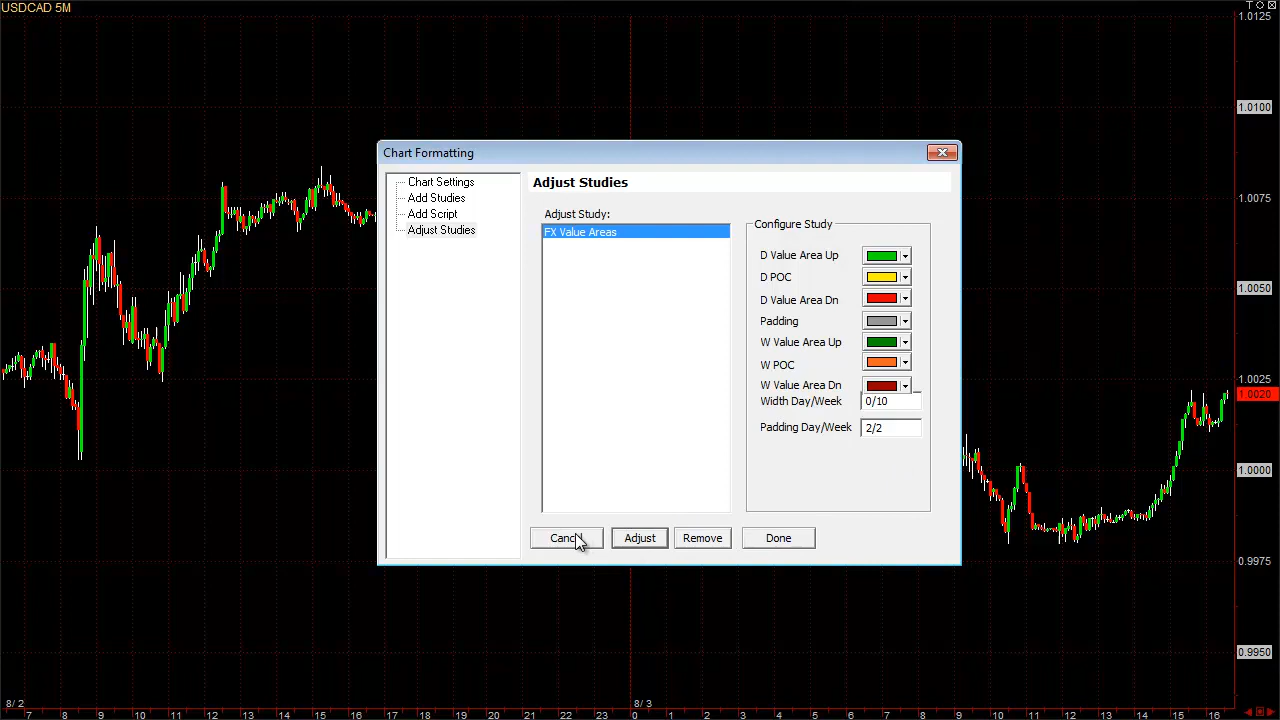 USDCAD 5M
1.0125
1.0100
1.0075
1.0050
1.0025
1.0020
1.0000
0.9975
0.9950
Chart Formatting
Chart Settings
Add Studies
Add Script
Adjust Studies
Adjust Studies
Adjust Study:
FX Value Areas
Configure Study
D Value Area Up
D POC
D Value Area Dn
Padding
W Value Area Up
W POC
W Value Area Dn
Width Day/Week 0/10
Padding Day/Week 2/2
Cancel Adjust Remove Done
8/ 2 8/ 3
7 8 9 10 11 12 13 14 15 16 17 18 19 20 21 22 23 0 1 2 3 4 5 6 7 8 9 10 11 12 13 14 15 16